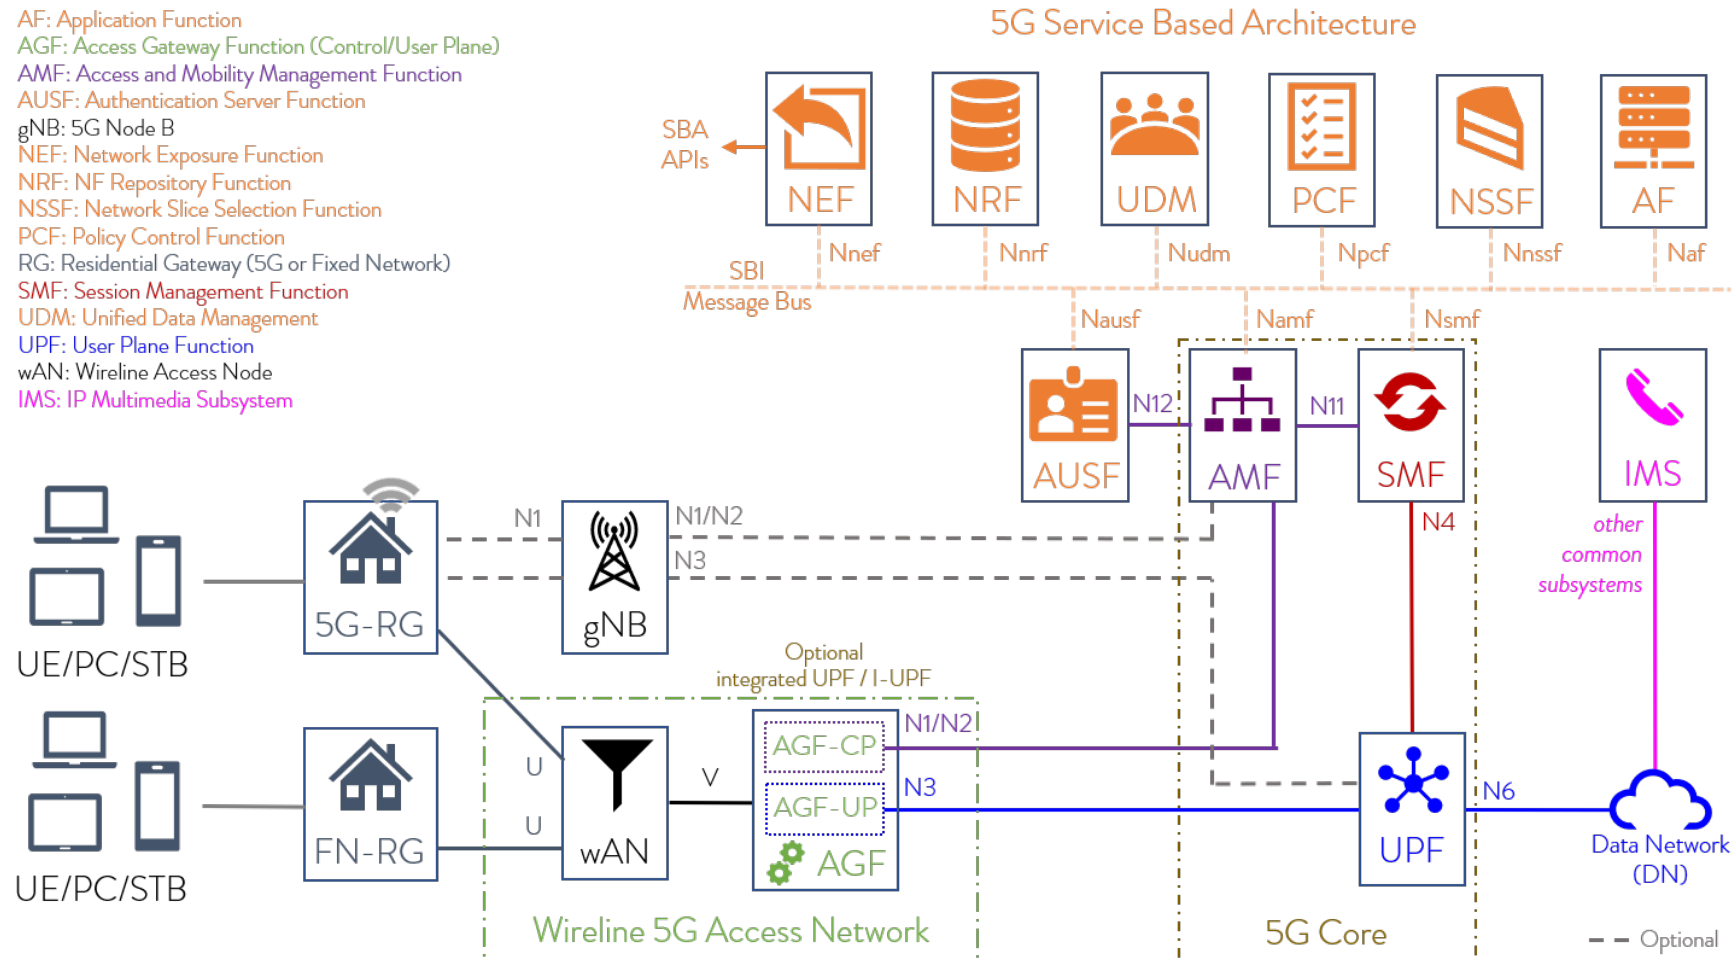 AF: Application Function
AGF: Access Gateway Function (Control/User Plane)
AMF: Access and Mobility Management Function
AUSF: Authentication Server Function
gNB: 5G Node B
NEF: Network Exposure Function
NRF: NF Repository Function
NSSF: Network Slice Selection Function
PCF: Policy Control Function
RG: Residential Gateway (5G or Fixed Network)
SMF: Session Management Function
UDM: Unified Data Management
UPF: User Plane Function
wAN: Wireline Access Node
IMS: IP Multimedia Subsystem
5G Service Based Architecture
SBA
APIs
NEF
NRF
UDM
PCF
NSSF
AF
Nnef
Nnrf
Nudm
Npcf
Nnssf
Naf
SBI
Message Bus
Nausf
Namf
Nsmf
AUSF
N12
AMF
N11
SMF
IMS
N4
other
common
subsystems
UE/PC/STB
5G-RG
N1
gNB
N1/N2
N3
Optional
integrated UPF / I-UPF
UE/PC/STB
FN-RG
U
U
wAN
V
AGF-CP
AGF-UP
AGF
N1/N2
N3
UPF
N6
Data Network
(DN)
Wireline 5G Access Network
5G Core
Optional